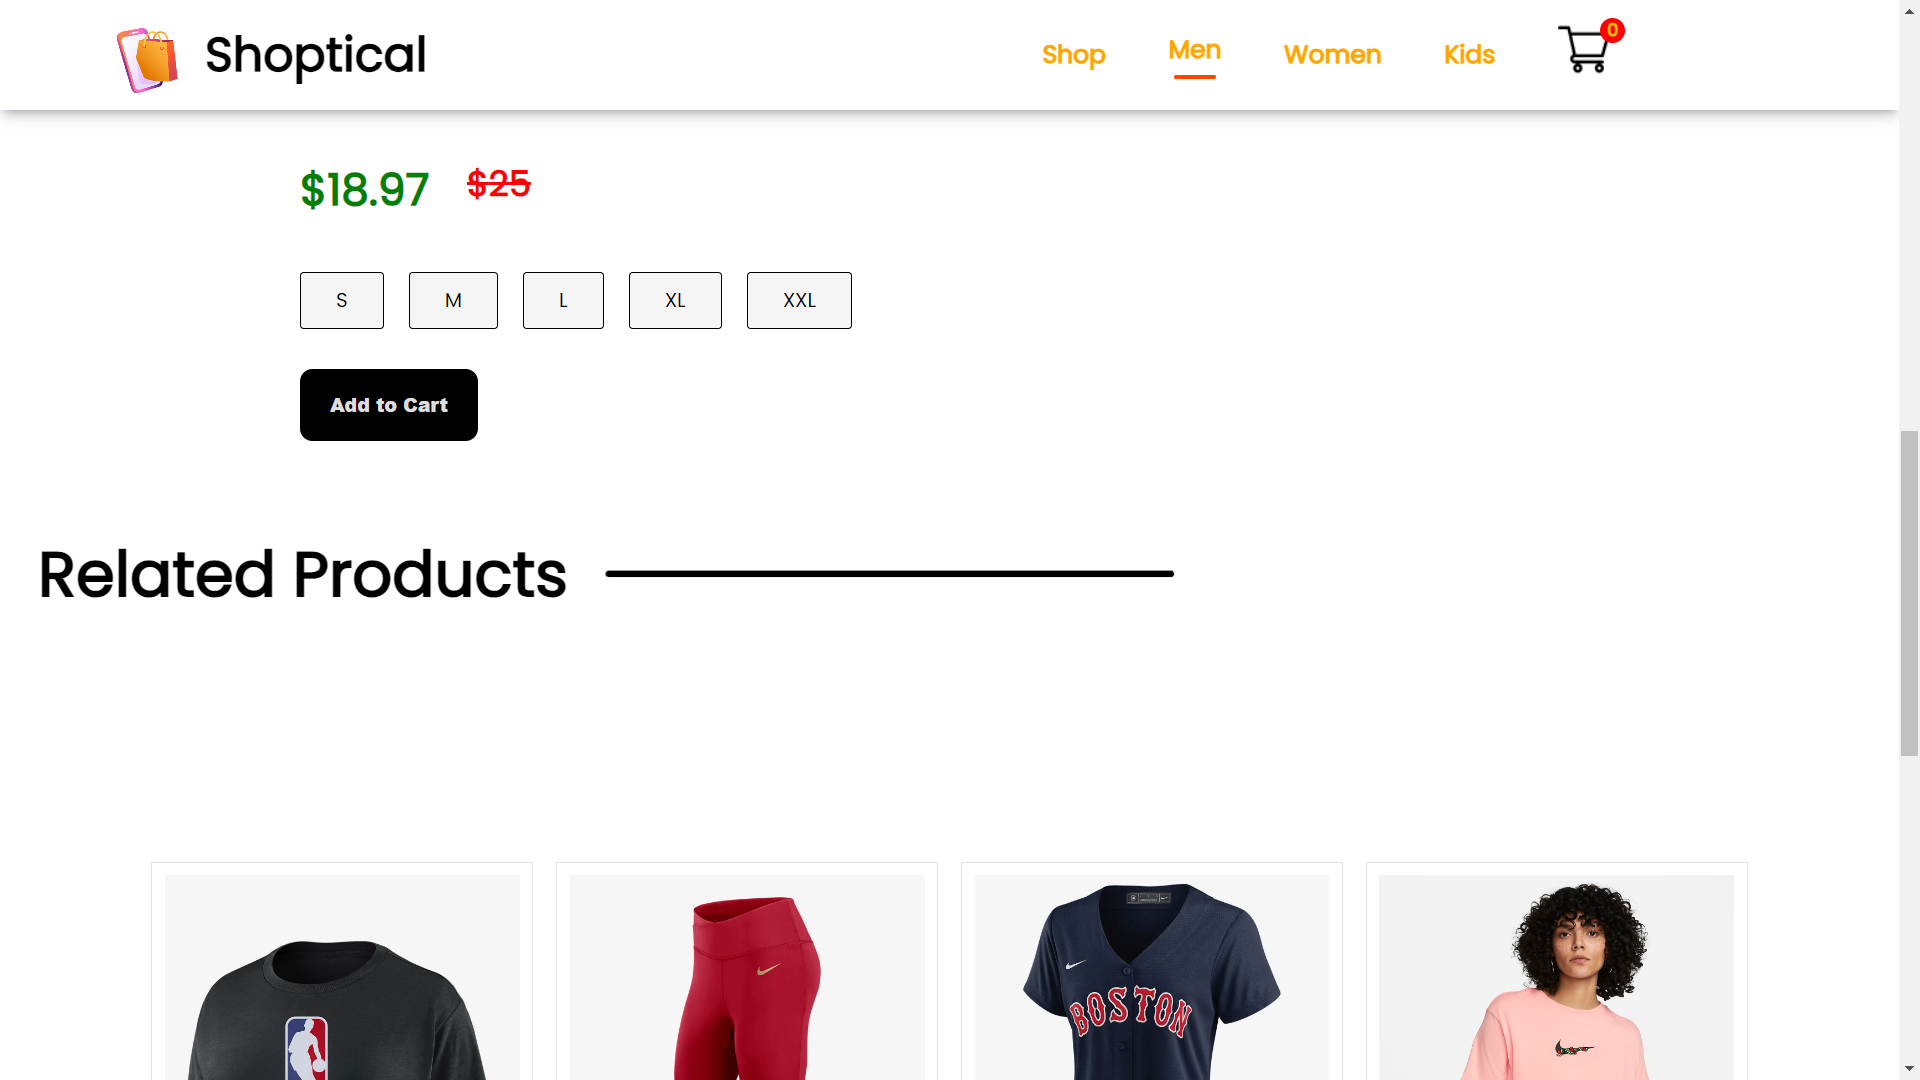 Shoptical
Shop
Men
Women
Kids
0
$18.97
$25
S
M
L
XL
XXL
Add to Cart
Related Products
BOSTON